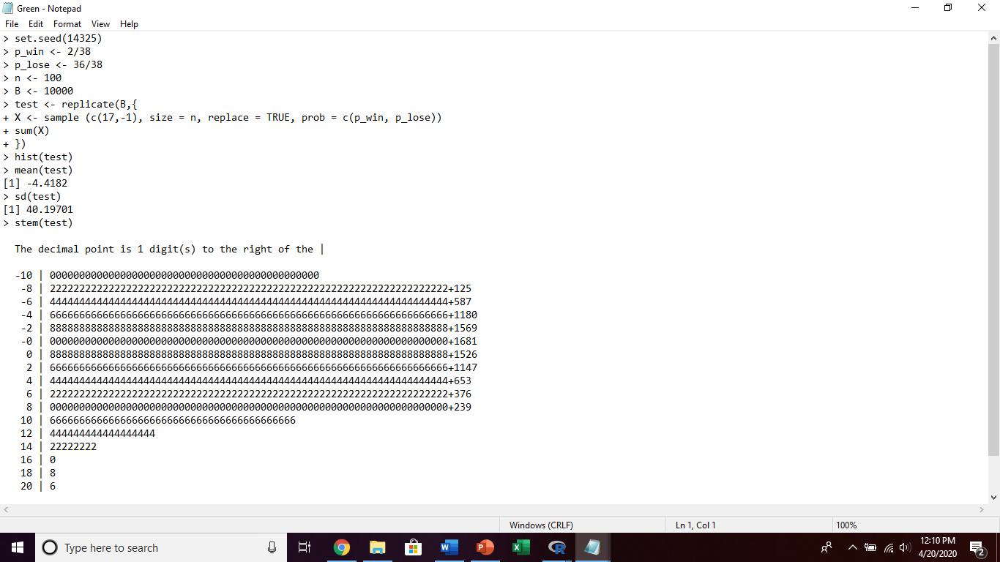 Green - Notepad
File Edit Format View Help
> set.seed(14325)
> p_win <- 2/38
> p_lose <- 36/38
> n <- 100
> B <- 10000
> test <- replicate(B,{
+ X <- sample (c(17,-1), size = n, replace = TRUE, prob = c(p_win, p_lose))
+ sum(X)
+ })
> hist(test)
> mean(test)
[1] -4.4182
> sd(test)
[1] 40.19701
> stem(test)
The decimal point is 1 digit(s) to the right of the |
-10 | 0000000000000000000000000000000000000000000000
-8 | 22222222222222222222222222222222222222222222222222222222222222222222+125
-6 | 44444444444444444444444444444444444444444444444444444444444444444444+587
-4 | 66666666666666666666666666666666666666666666666666666666666666666666+1180
-2 | 88888888888888888888888888888888888888888888888888888888888888888888+1569
-0 | 00000000000000000000000000000000000000000000000000000000000000000000+1681
0 | 88888888888888888888888888888888888888888888888888888888888888888888+1526
2 | 66666666666666666666666666666666666666666666666666666666666666666666+1147
4 | 44444444444444444444444444444444444444444444444444444444444444444444+653
6 | 22222222222222222222222222222222222222222222222222222222222222222222+376
8 | 00000000000000000000000000000000000000000000000000000000000000000000+239
10 | 666666666666666666666666666666666666666666
12 | 444444444444444444
14 | 22222222
16 | 0
18 | 8
20 | 6
Windows (CRLF) Ln 1, Col 1 100%
Type here to search
12:10 PM
4/20/2020
2